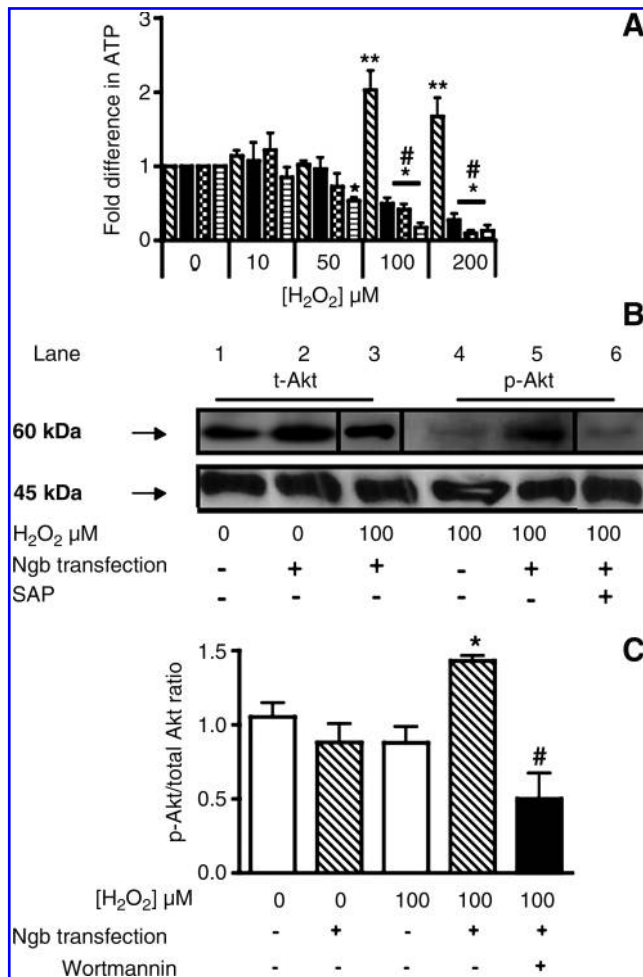 A
Fold difference in ATP
3
2
1
0
**
**
#
*
#
*
*
0 10 50 100 200
[H₂O₂] µM
B
Lane 1 2 3 4 5 6
t-Akt p-Akt
60 kDa
45 kDa
H₂O₂ µM 0 0 100 100 100 100
Ngb transfection - + + - + +
SAP - - - - - +
C
p-Akt/total Akt ratio
1.5
1.0
0.5
0.0
*
#
[H₂O₂] µM 0 0 100 100 100
Ngb transfection - + - + +
Wortmannin - - - - +